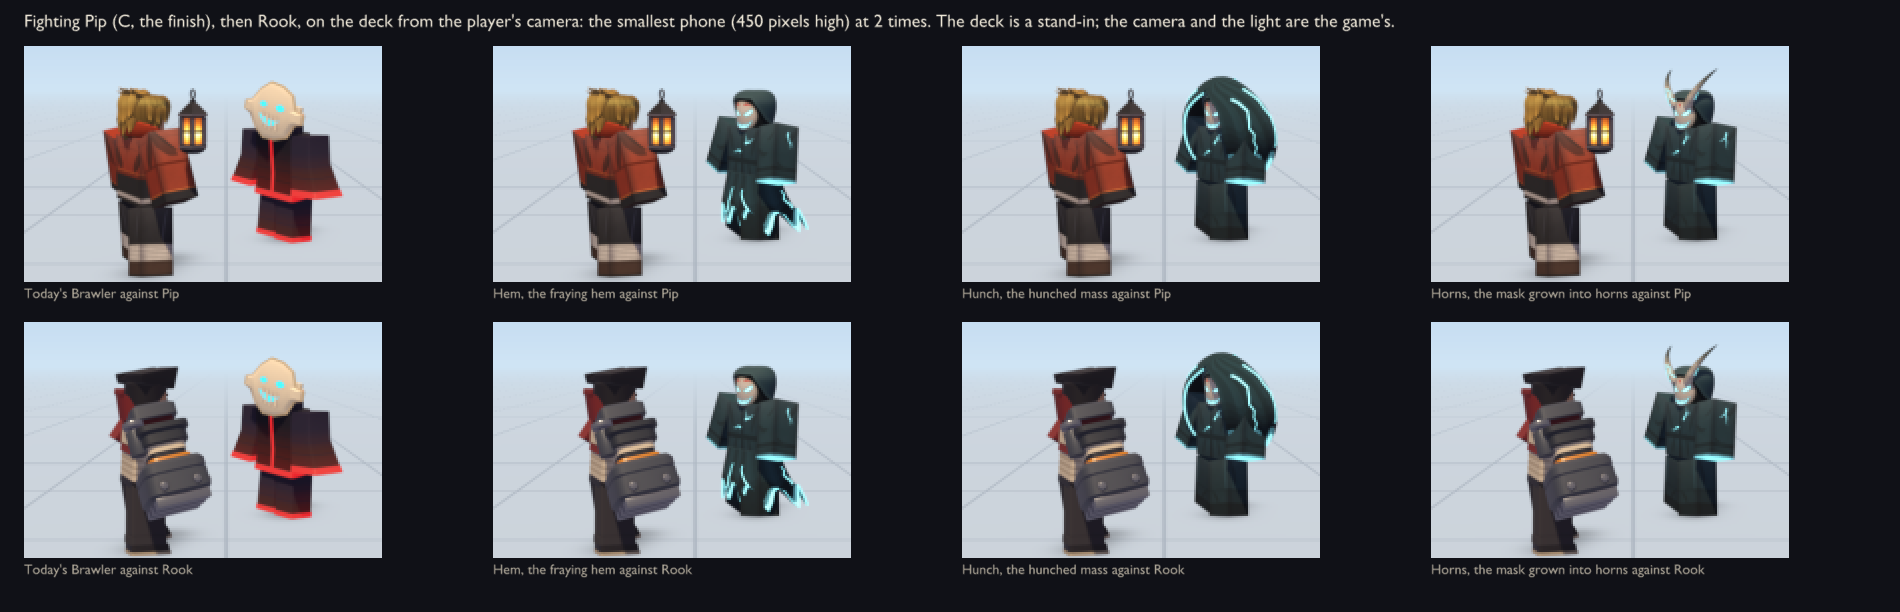 Fighting Pip (C, the finish), then Rook, on the deck from the player's camera: the smallest phone (450 pixels high) at 2 times. The deck is a stand-in; the camera and the light are the game's.
Today's Brawler against Pip
Hem, the fraying hem against Pip
Hunch, the hunched mass against Pip
Horns, the mask grown into horns against Pip
Today's Brawler against Rook
Hem, the fraying hem against Rook
Hunch, the hunched mass against Rook
Horns, the mask grown into horns against Rook